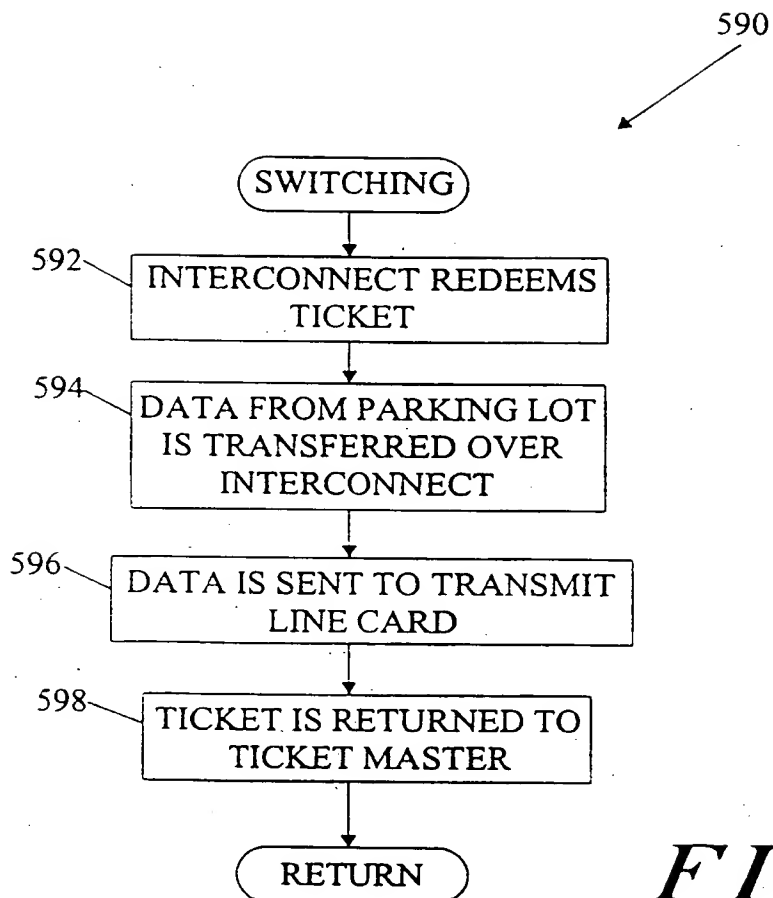 590
SWITCHING
592
INTERCONNECT REDEEMS
TICKET
594
DATA FROM PARKING LOT
IS TRANSFERRED OVER
INTERCONNECT
596
DATA IS SENT TO TRANSMIT
LINE CARD
598
TICKET IS RETURNED TO
TICKET MASTER
RETURN
FI